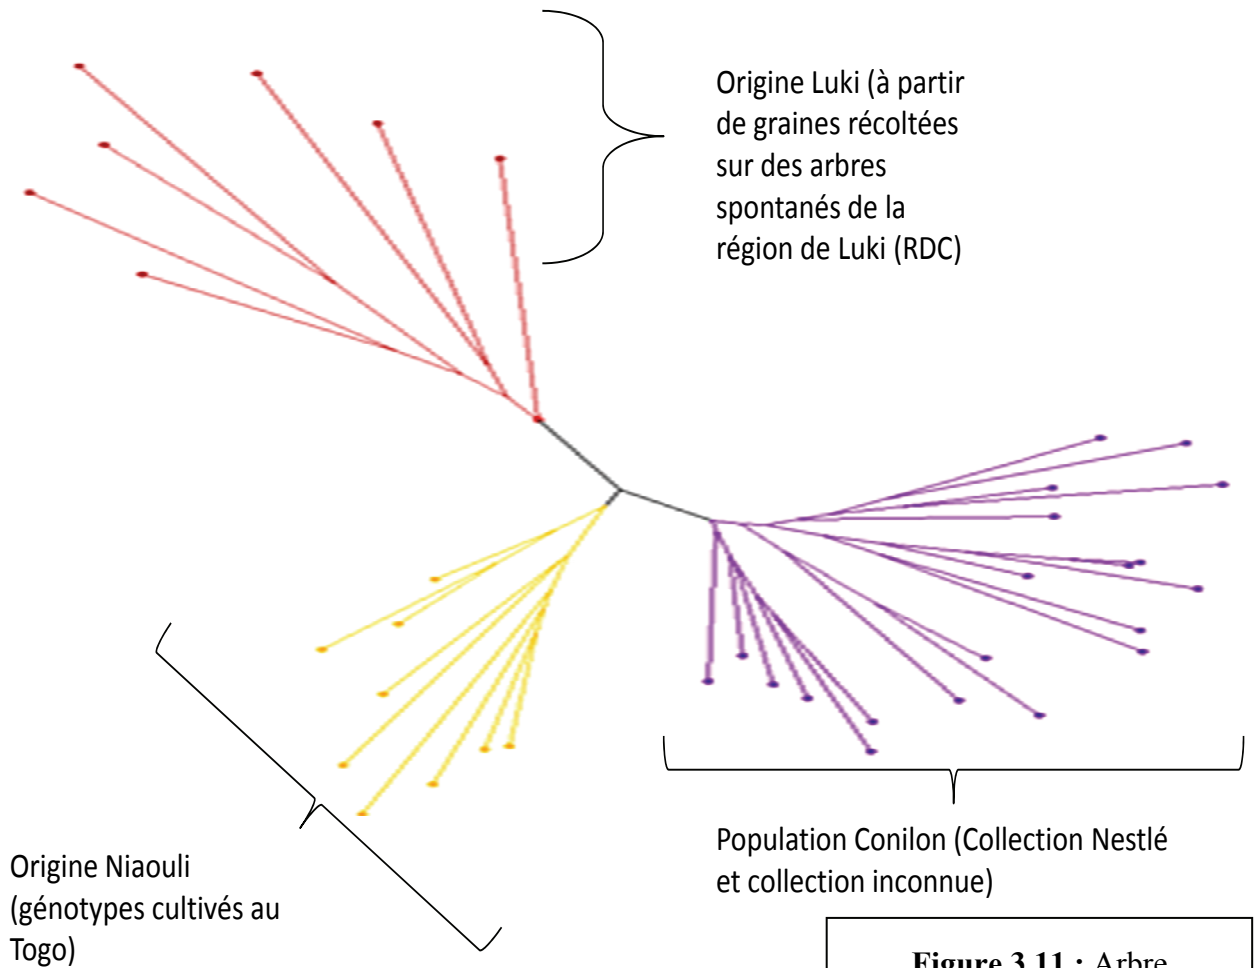 Origine Luki (à partir
de graines récoltées
sur des arbres
spontanés de la
région de Luki (RDC)
Population Conilon (Collection Nestlé
et collection inconnue)
Origine Niaouli
(génotypes cultivés au
Togo)
Figure 3.11 : Arbre